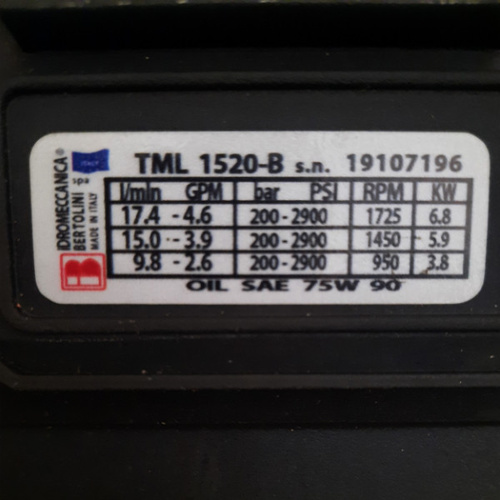 IDROMECCANICA® BERTOLINI spa
MADE IN ITALY
ITALY
B
TML 1520-B s.n. 19107196
l/min GPM bar PSI RPM KW
17.4 - 4.6 200 - 2900 1725 6.8
15.0 - 3.9 200 - 2900 1450 5.9
9.8 - 2.6 200 - 2900 950 3.8
OIL SAE 75W 90